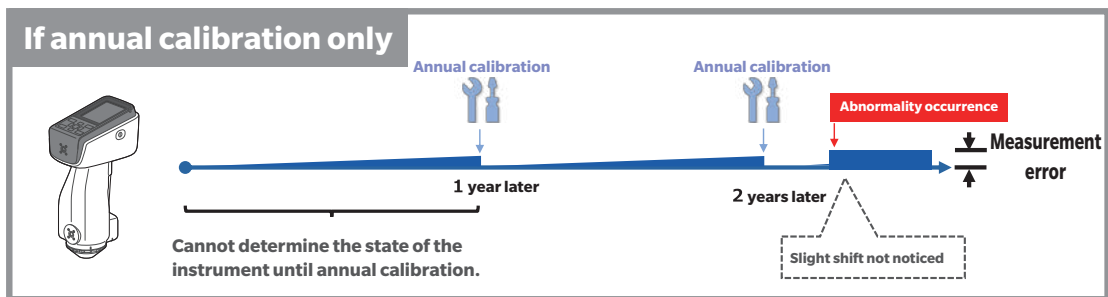 If annual calibration only
Annual calibration
Annual calibration
Abnormality occurrence
Measurement
error
1 year later
2 years later
Cannot determine the state of the
instrument until annual calibration.
Slight shift not noticed